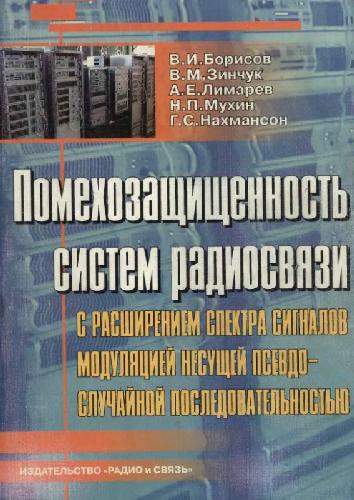 В.И.Борисов
В.М.Зинчук
А.Е.Лимарев
Н.П.Мухин
Г.С.Нахмансон
Помехозащищенность
систем радиосвязи
с расширением спектра сигналов
модуляцией несущей псевдо-
случайной последовательностью
ИЗДАТЕЛЬСТВО «РАДИО и СВЯЗЬ»